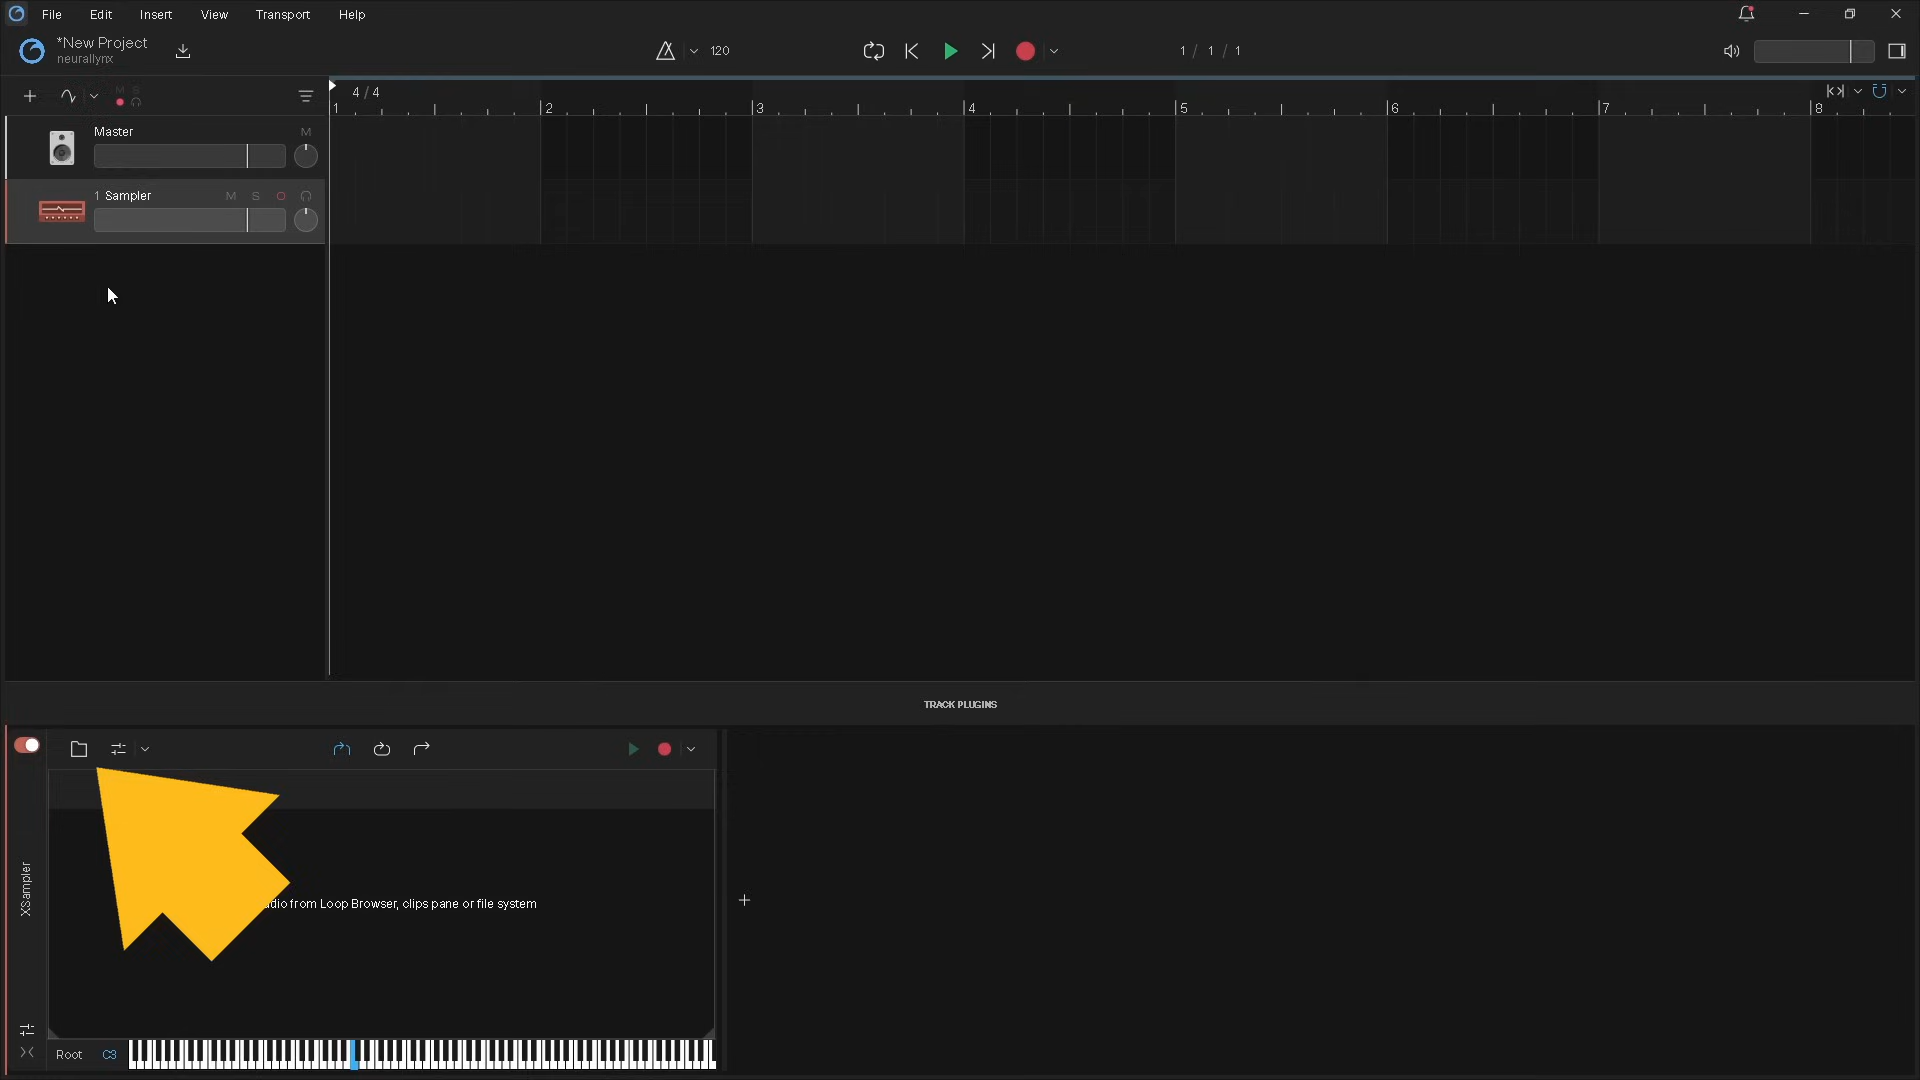 File Edit Insert View Transport Help
*New Project
neurallynx
120
1 / 1 / 1
M S
4 / 4
1 2 3 4 5 6 7 8
Master M
1 Sampler M S
TRACK PLUGINS
XSampler
dio from Loop Browser, clips pane or file system
Root C3